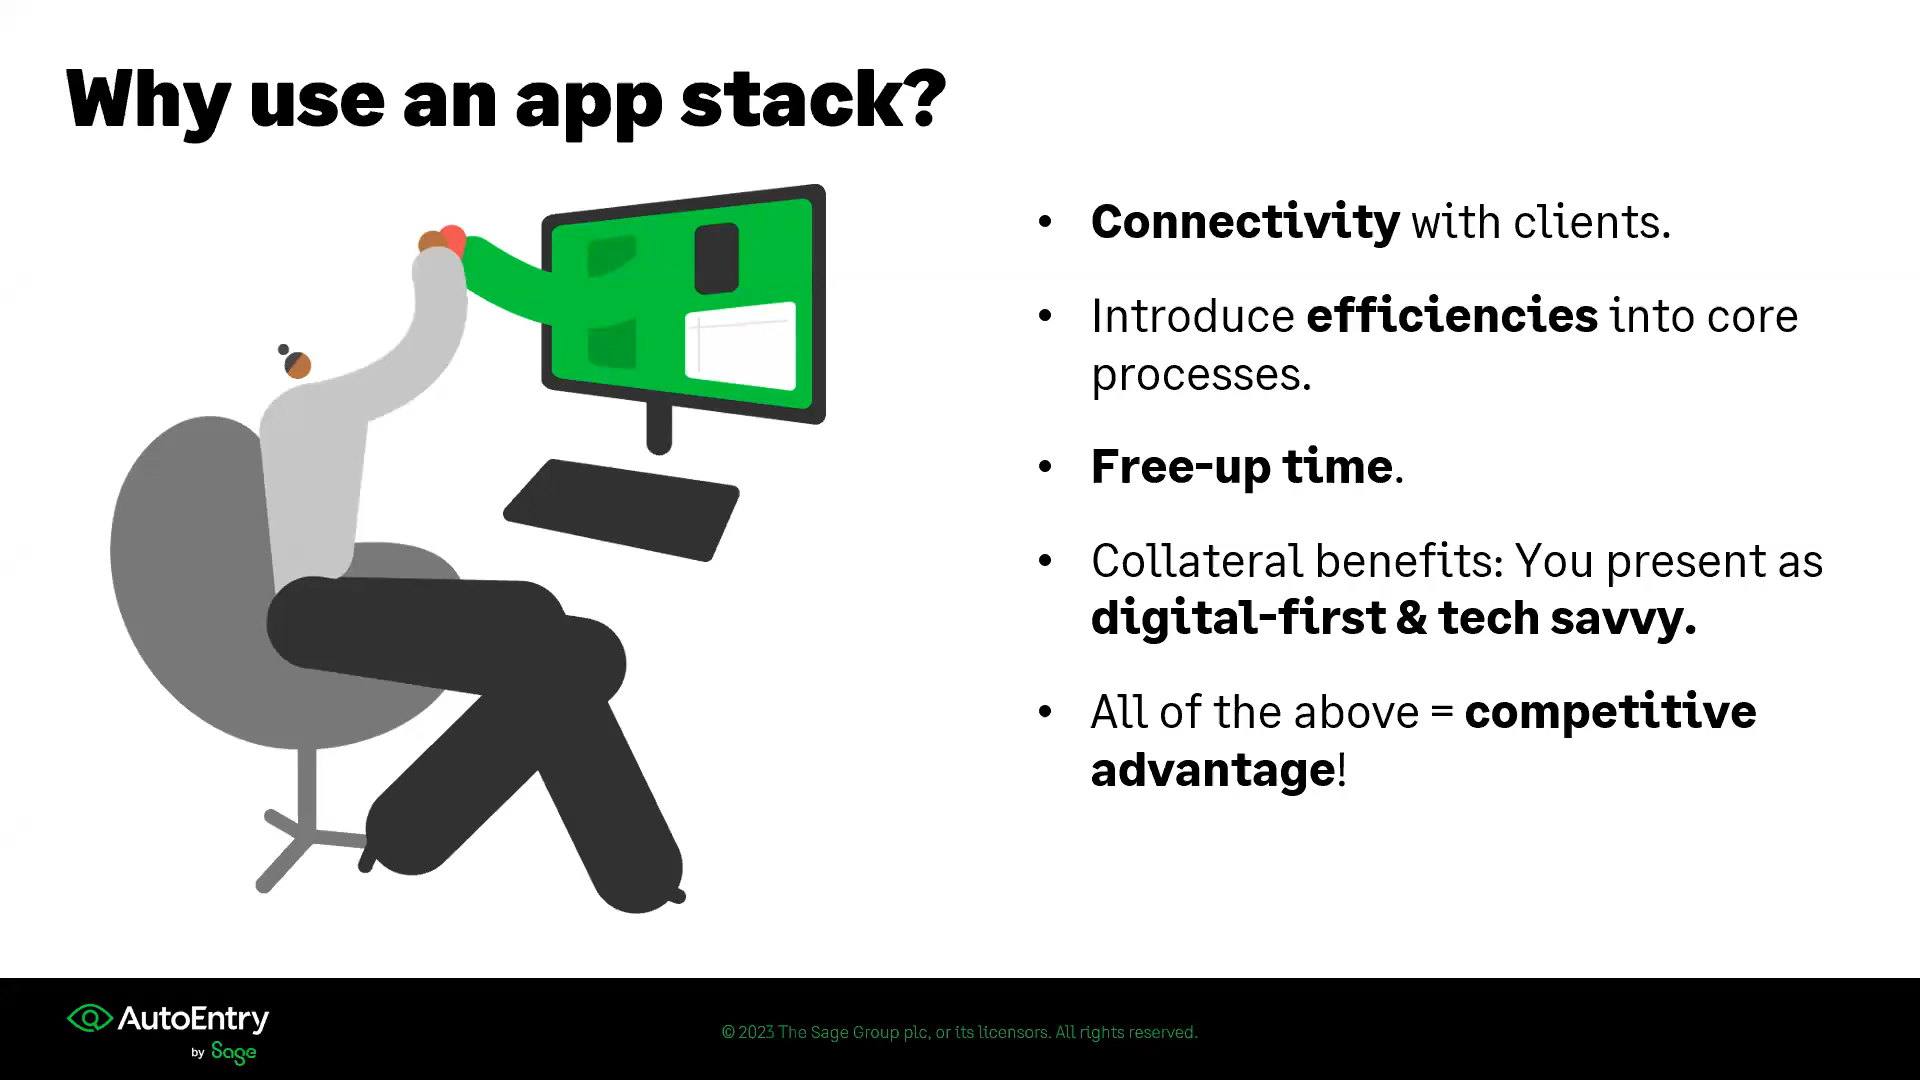 Why use an app stack?
• Connectivity with clients.
• Introduce efficiencies into core
processes.
• Free-up time.
• Collateral benefits: You present as
digital-first & tech savvy.
• All of the above = competitive
advantage!
AutoEntry
by Sage
© 2023 The Sage Group plc, or its licensors. All rights reserved.